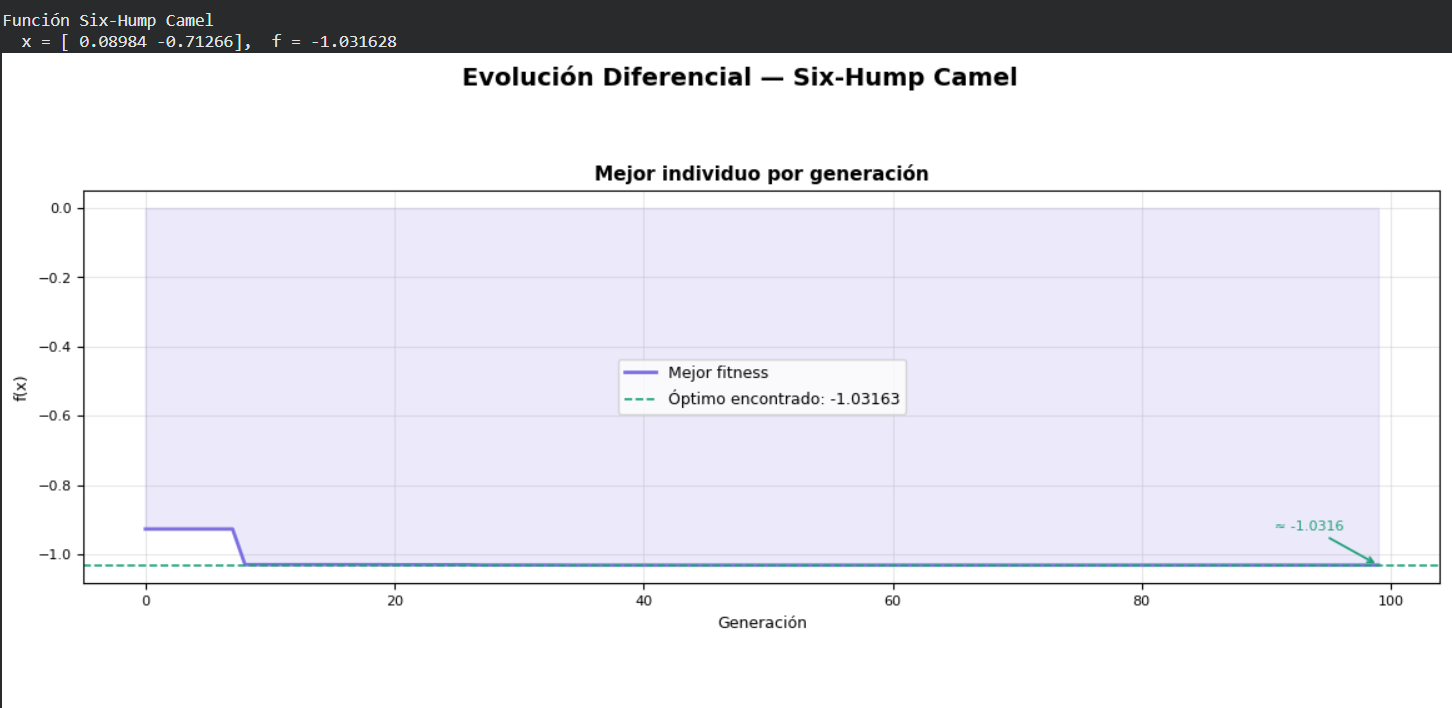 Función Six-Hump Camel
x = [ 0.08984 -0.71266],  f = -1.031628
Evolución Diferencial — Six-Hump Camel
Mejor individuo por generación
0.0
−0.2
−0.4
−0.6
−0.8
−1.0
f(x)
Mejor fitness
Óptimo encontrado: -1.03163
≈ -1.0316
0 20 40 60 80 100
Generación